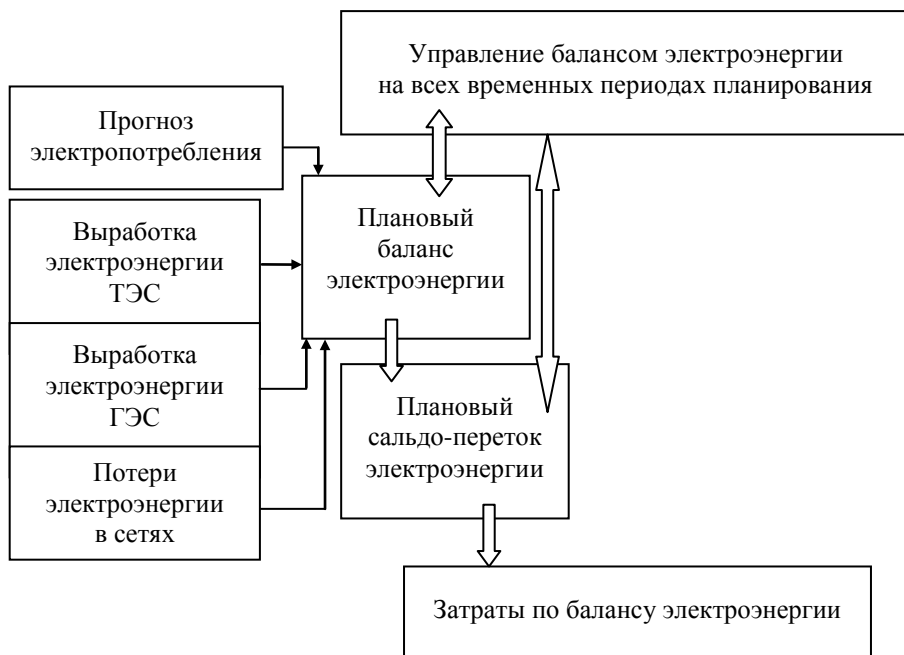 Управление балансом электроэнергии
на всех временных периодах планирования
Прогноз
электропотребления
Выработка
электроэнергии
ТЭС
Выработка
электроэнергии
ГЭС
Потери
электроэнергии
в сетях
Плановый
баланс
электроэнергии
Плановый
сальдо-переток
электроэнергии
Затраты по балансу электроэнергии